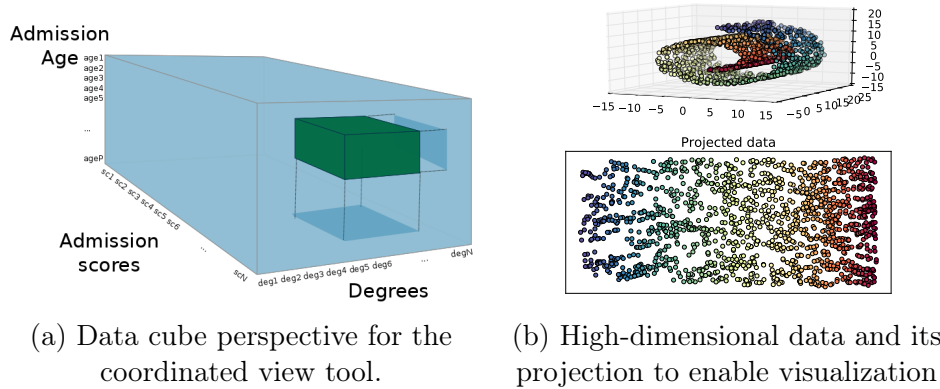 Admission
Age
age1
age2
age3
age4
age5
...
ageP
sc1
sc2
sc3
sc4
sc5
sc6
...
scN
Admission
scores
deg1 deg2 deg3 deg4 deg5 deg6 ... degN
Degrees
20
15
10
5
0
−5
−10
−15
−15 −10 −5 0 5 10 15
−5 0 5 10 15 20 25
Projected data
(a) Data cube perspective for the
coordinated view tool.
(b) High-dimensional data and its
projection to enable visualization